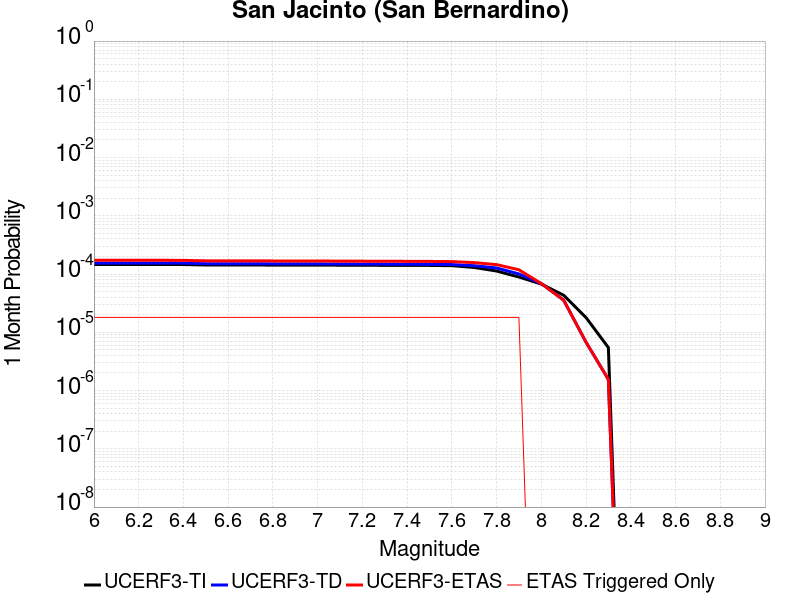 San Jacinto (San Bernardino)
10 0
10 -1
10 -2
10 -3
10 -4
10 -5
10 -6
10 -7
10 -8
1 Month Probability
6 6.2 6.4 6.6 6.8 7 7.2 7.4 7.6 7.8 8 8.2 8.4 8.6 8.8 9
Magnitude
UCERF3-TI UCERF3-TD UCERF3-ETAS ETAS Triggered Only